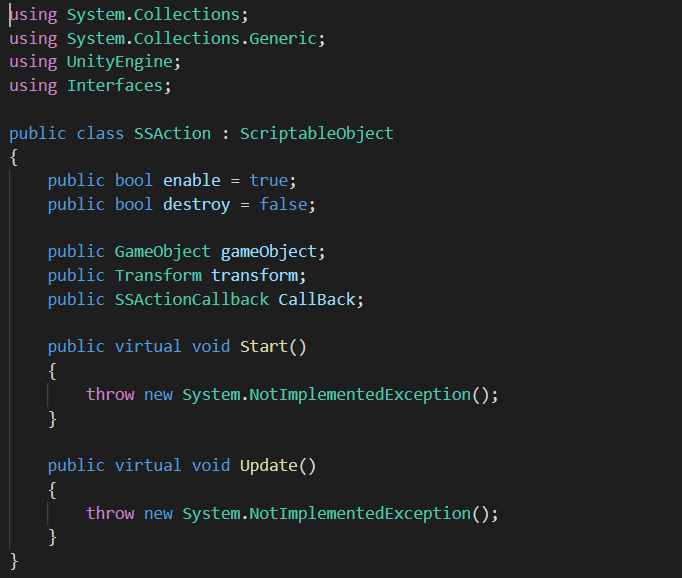 using System.Collections;
using System.Collections.Generic;
using UnityEngine;
using Interfaces;

public class SSAction : ScriptableObject
{
    public bool enable = true;
    public bool destroy = false;

    public GameObject gameObject;
    public Transform transform;
    public SSActionCallback CallBack;

    public virtual void Start()
    {
        throw new System.NotImplementedException();
    }

    public virtual void Update()
    {
        throw new System.NotImplementedException();
    }
}